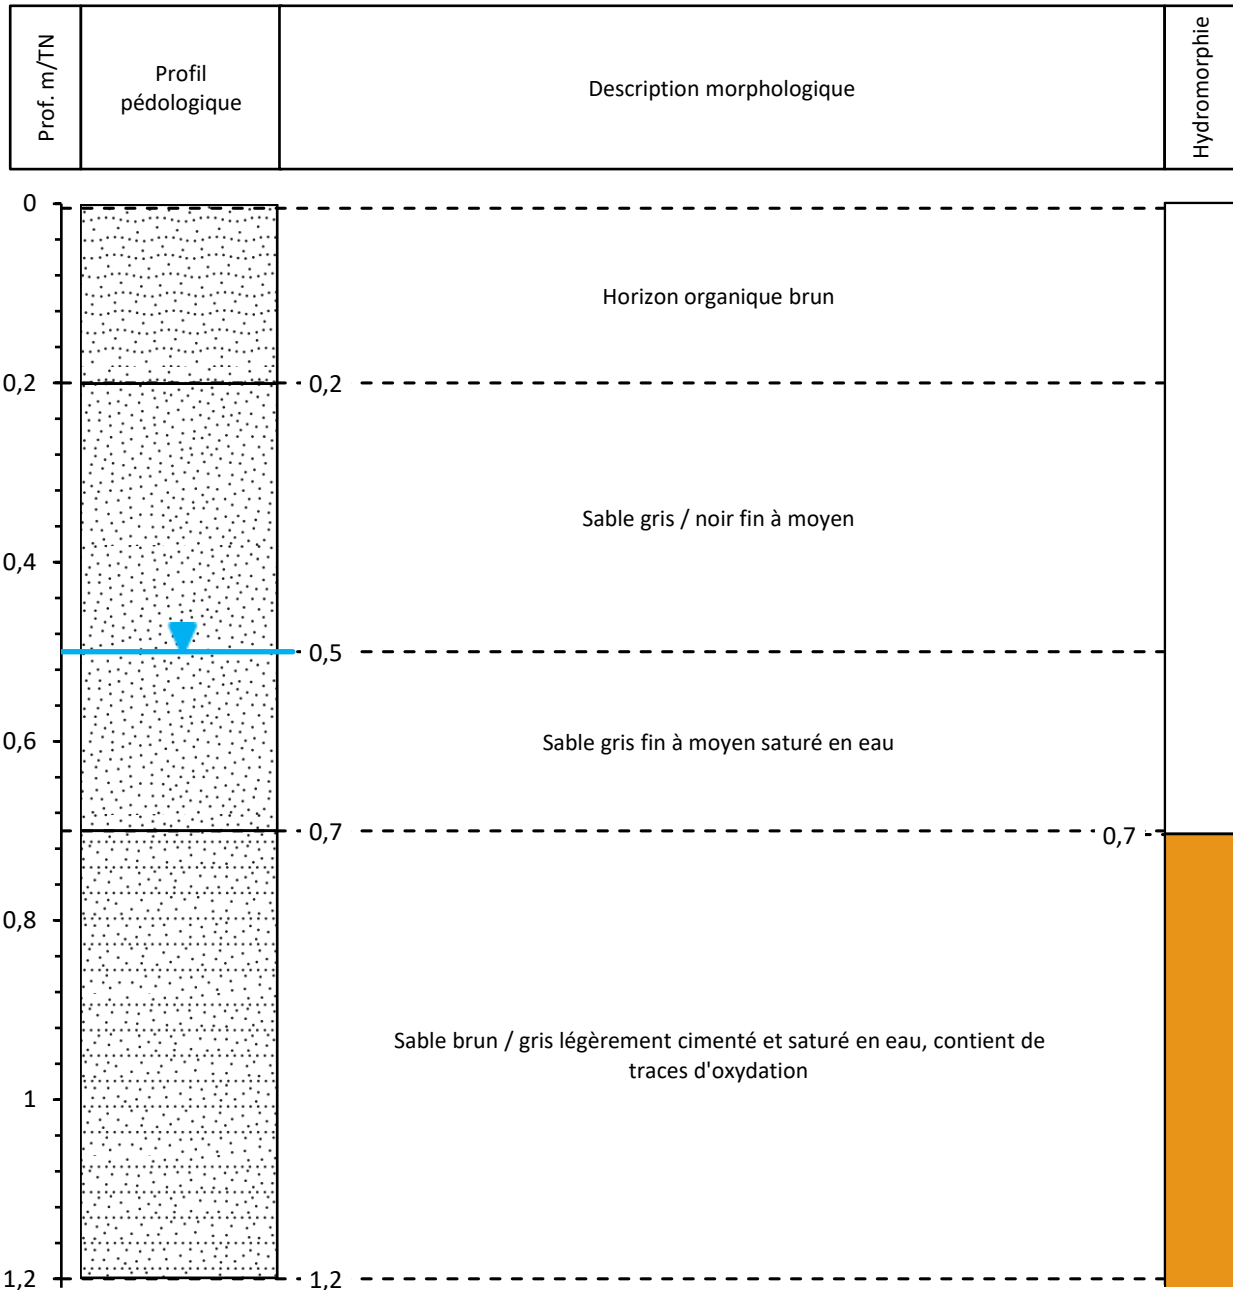 Prof. m/TN
Profil
pédologique
Description morphologique
Hydromorphie
0
Horizon organique brun
0,2
0,2
Sable gris / noir fin à moyen
0,4
0,5
0,6
Sable gris fin à moyen saturé en eau
0,7
0,7
0,8
Sable brun / gris légèrement cimenté et saturé en eau, contient de
traces d'oxydation
1
1,2
1,2